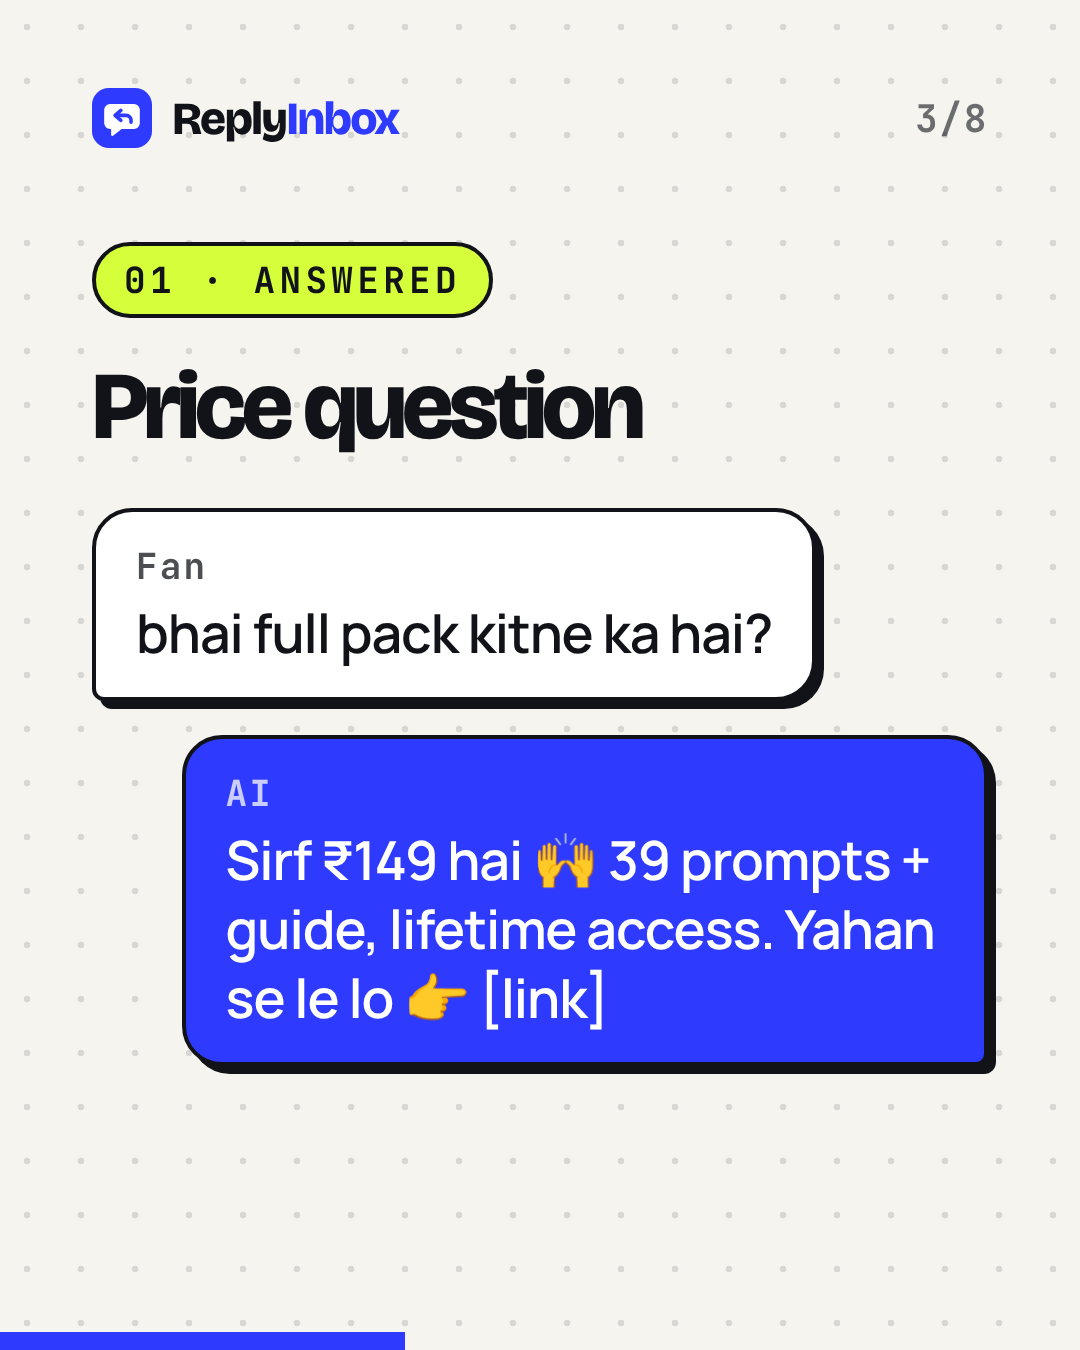 ReplyInbox
3/8
01 · ANSWERED
Price question
Fan
bhai full pack kitne ka hai?
AI
Sirf ₹149 hai 🙌 39 prompts +
guide, lifetime access. Yahan
se le lo 👉 [link]